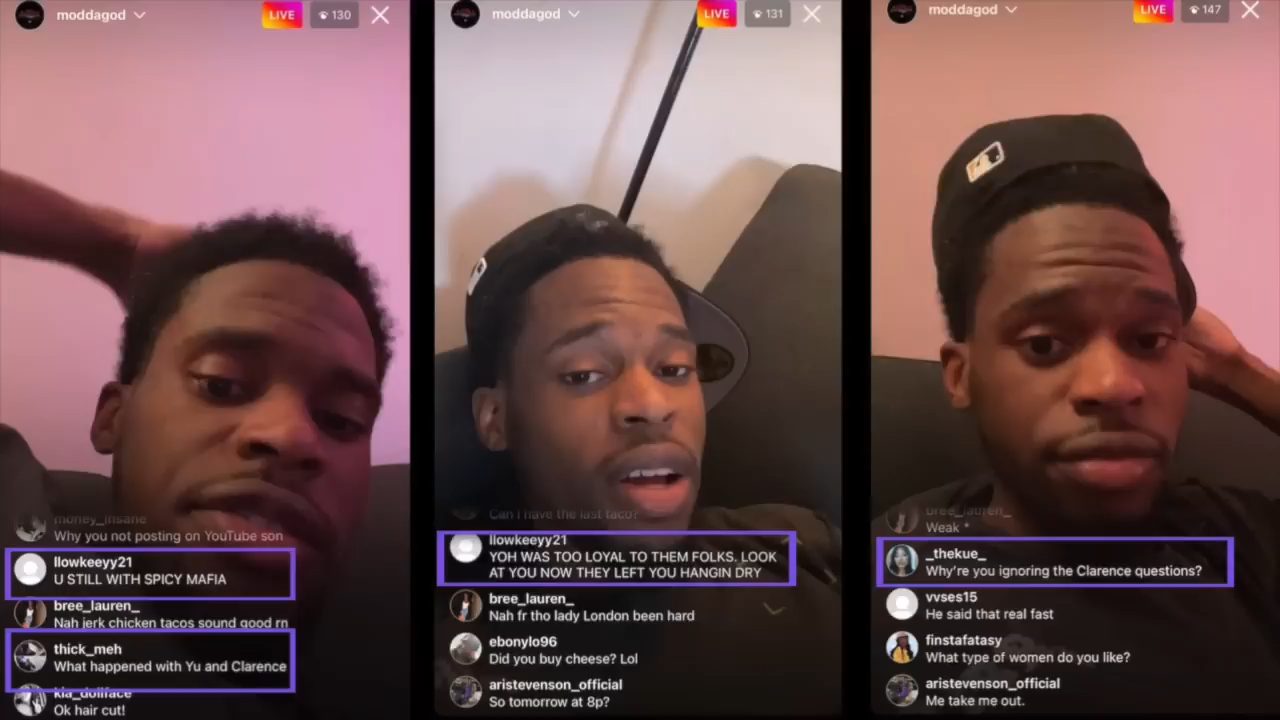 moddagod
LIVE
130
money_insane
Why you not posting on YouTube son
llowkeeyy21
U STILL WITH SPICY MAFIA
bree_lauren_
Nah jerk chicken tacos sound good rn
thick_meh
What happened with Yu and Clarence
kia_dollface
Ok hair cut!
moddagod
LIVE
131
Can I have the last taco?
llowkeeyy21
YOH WAS TOO LOYAL TO THEM FOLKS. LOOK
AT YOU NOW THEY LEFT YOU HANGIN DRY
bree_lauren_
Nah fr tho lady London been hard
ebonylo96
Did you buy cheese? Lol
aristevenson_official
So tomorrow at 8p?
moddagod
LIVE
147
bree_lauren_
Weak *
_thekue_
Why're you ignoring the Clarence questions?
vvses15
He said that real fast
finstafatasy
What type of women do you like?
aristevenson_official
Me take me out.